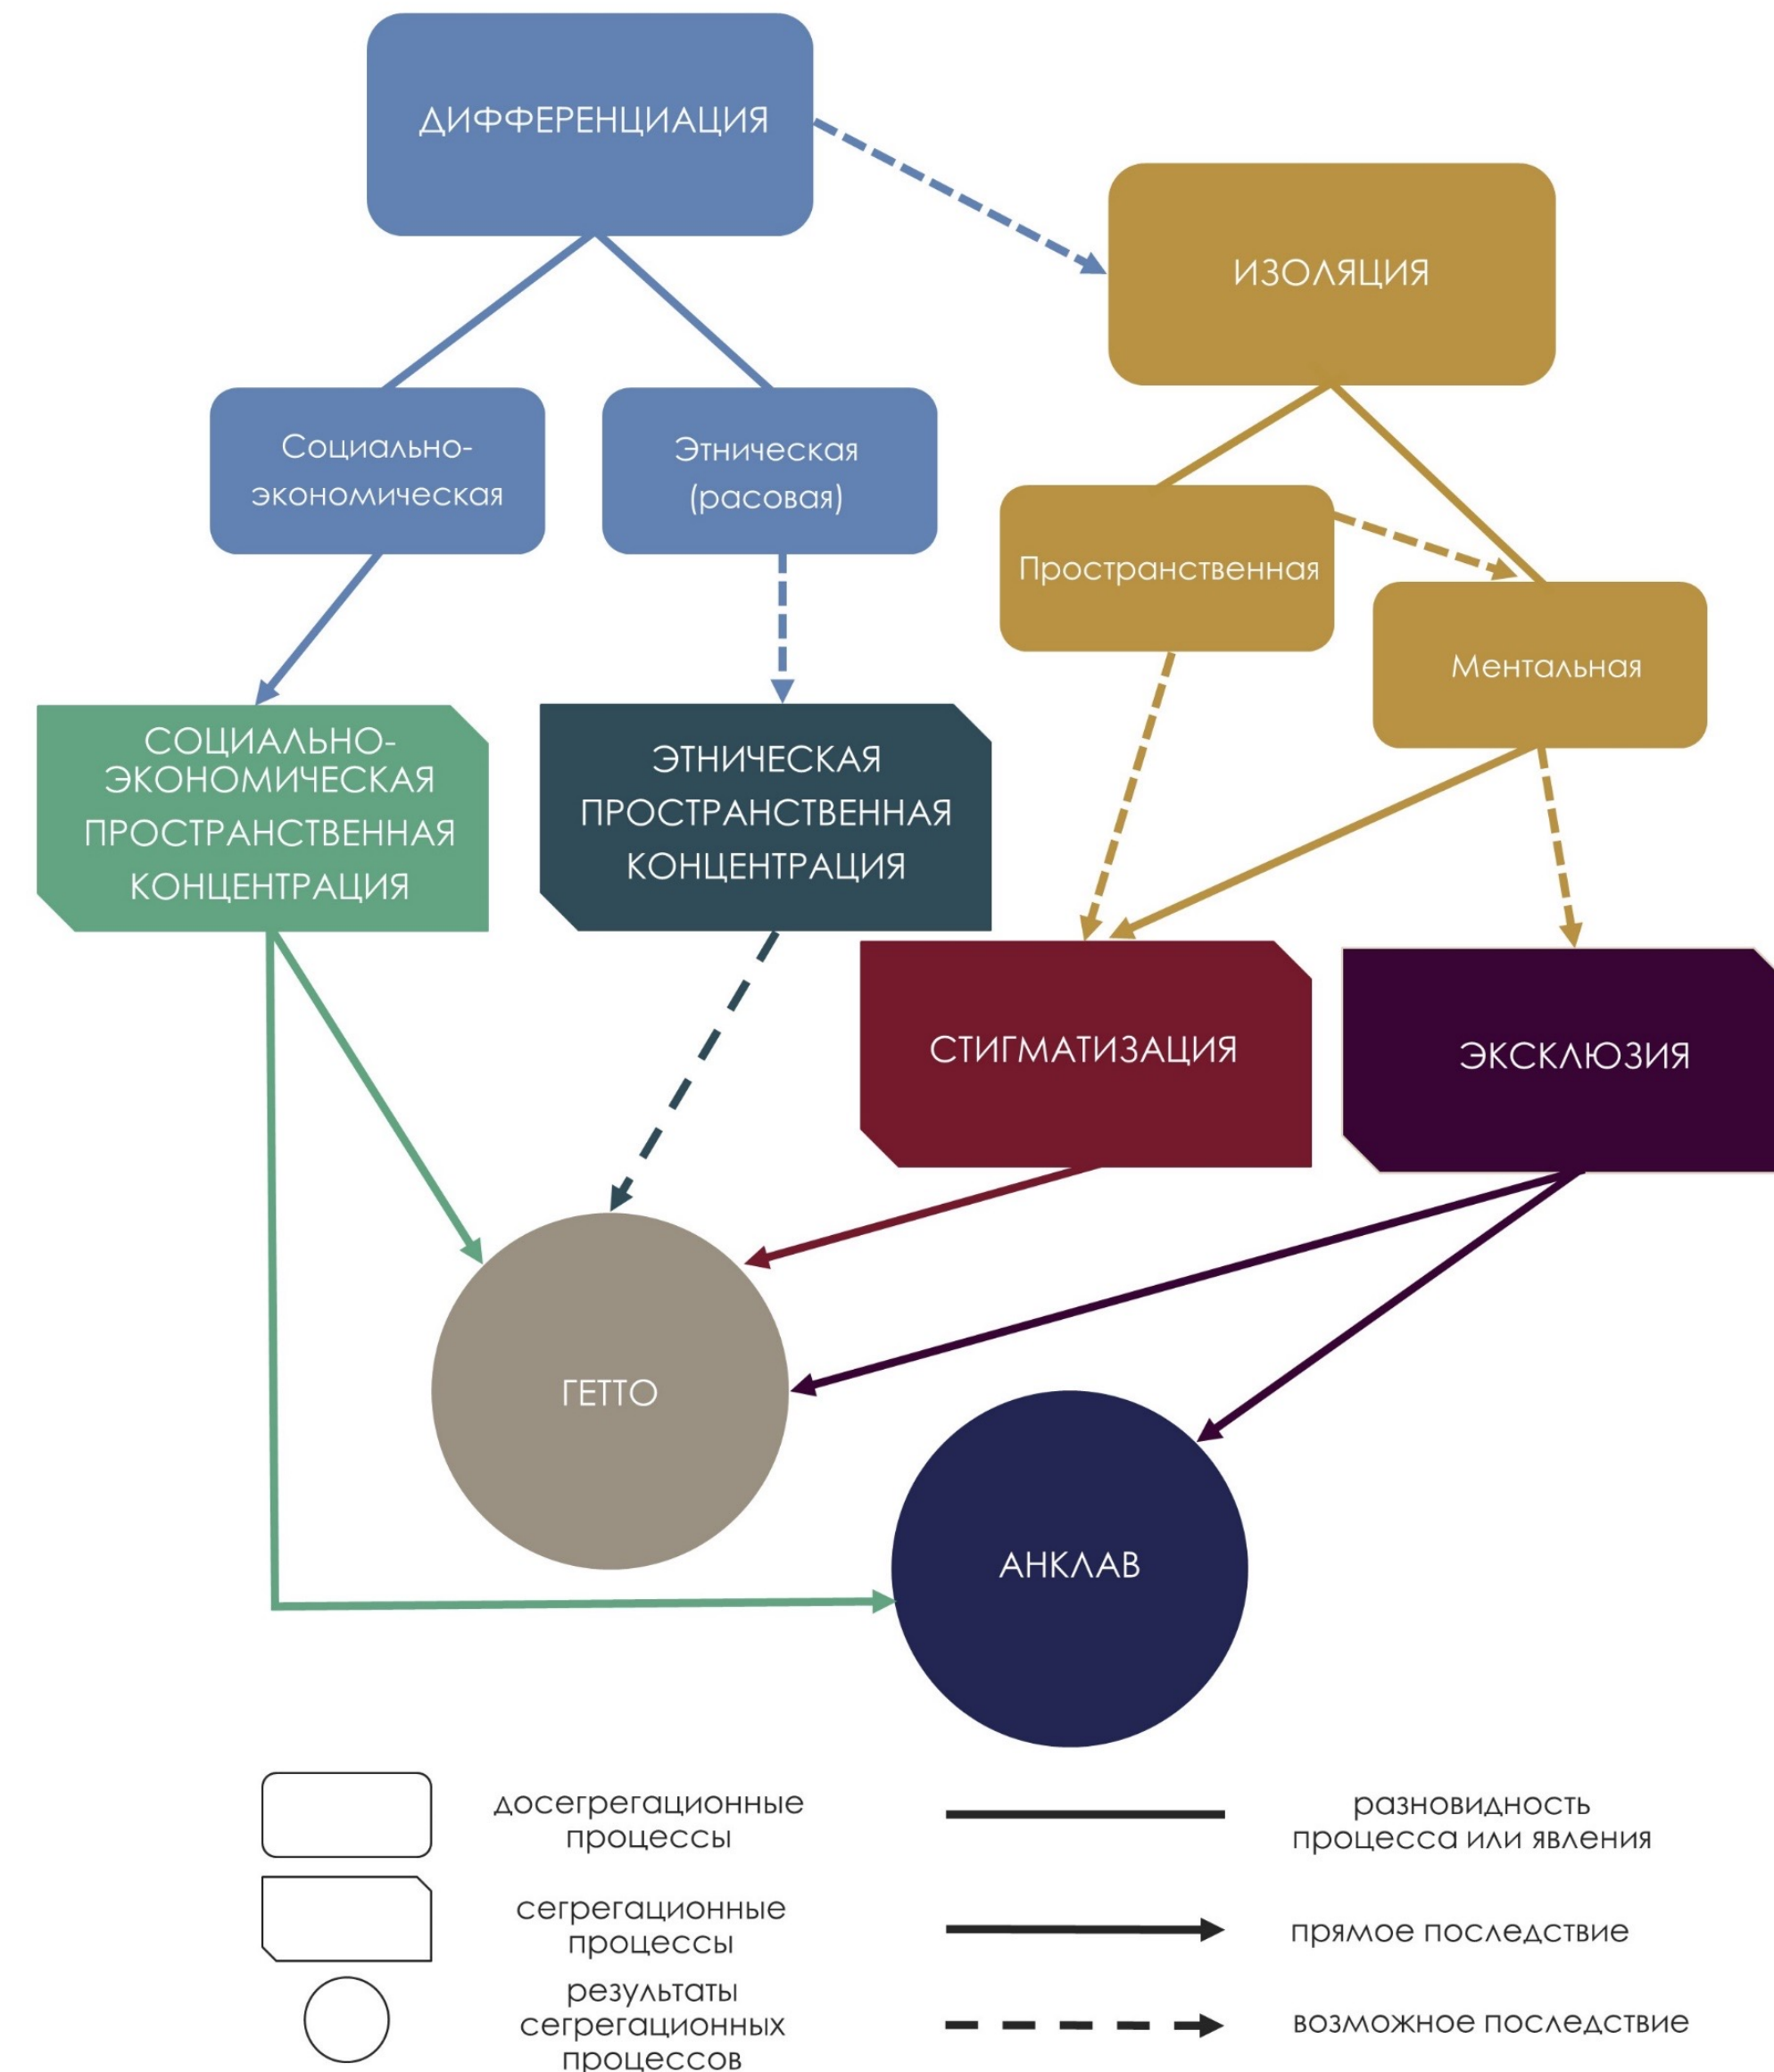 ДИФФЕРЕНЦИАЦИЯ
ИЗОЛЯЦИЯ
Социально-
экономическая
Этническая
(расовая)
Пространственная
Ментальная
СОЦИАЛЬНО-
ЭКОНОМИЧЕСКАЯ
ПРОСТРАНСТВЕННАЯ
КОНЦЕНТРАЦИЯ
ЭТНИЧЕСКАЯ
ПРОСТРАНСТВЕННАЯ
КОНЦЕНТРАЦИЯ
СТИГМАТИЗАЦИЯ
ЭКСКЛЮЗИЯ
ГЕТТО
АНКЛАВ
досегрегационные
процессы
разновидность
процесса или явления
сегрегационные
процессы
прямое последствие
результаты
сегрегационных
процессов
возможное последствие